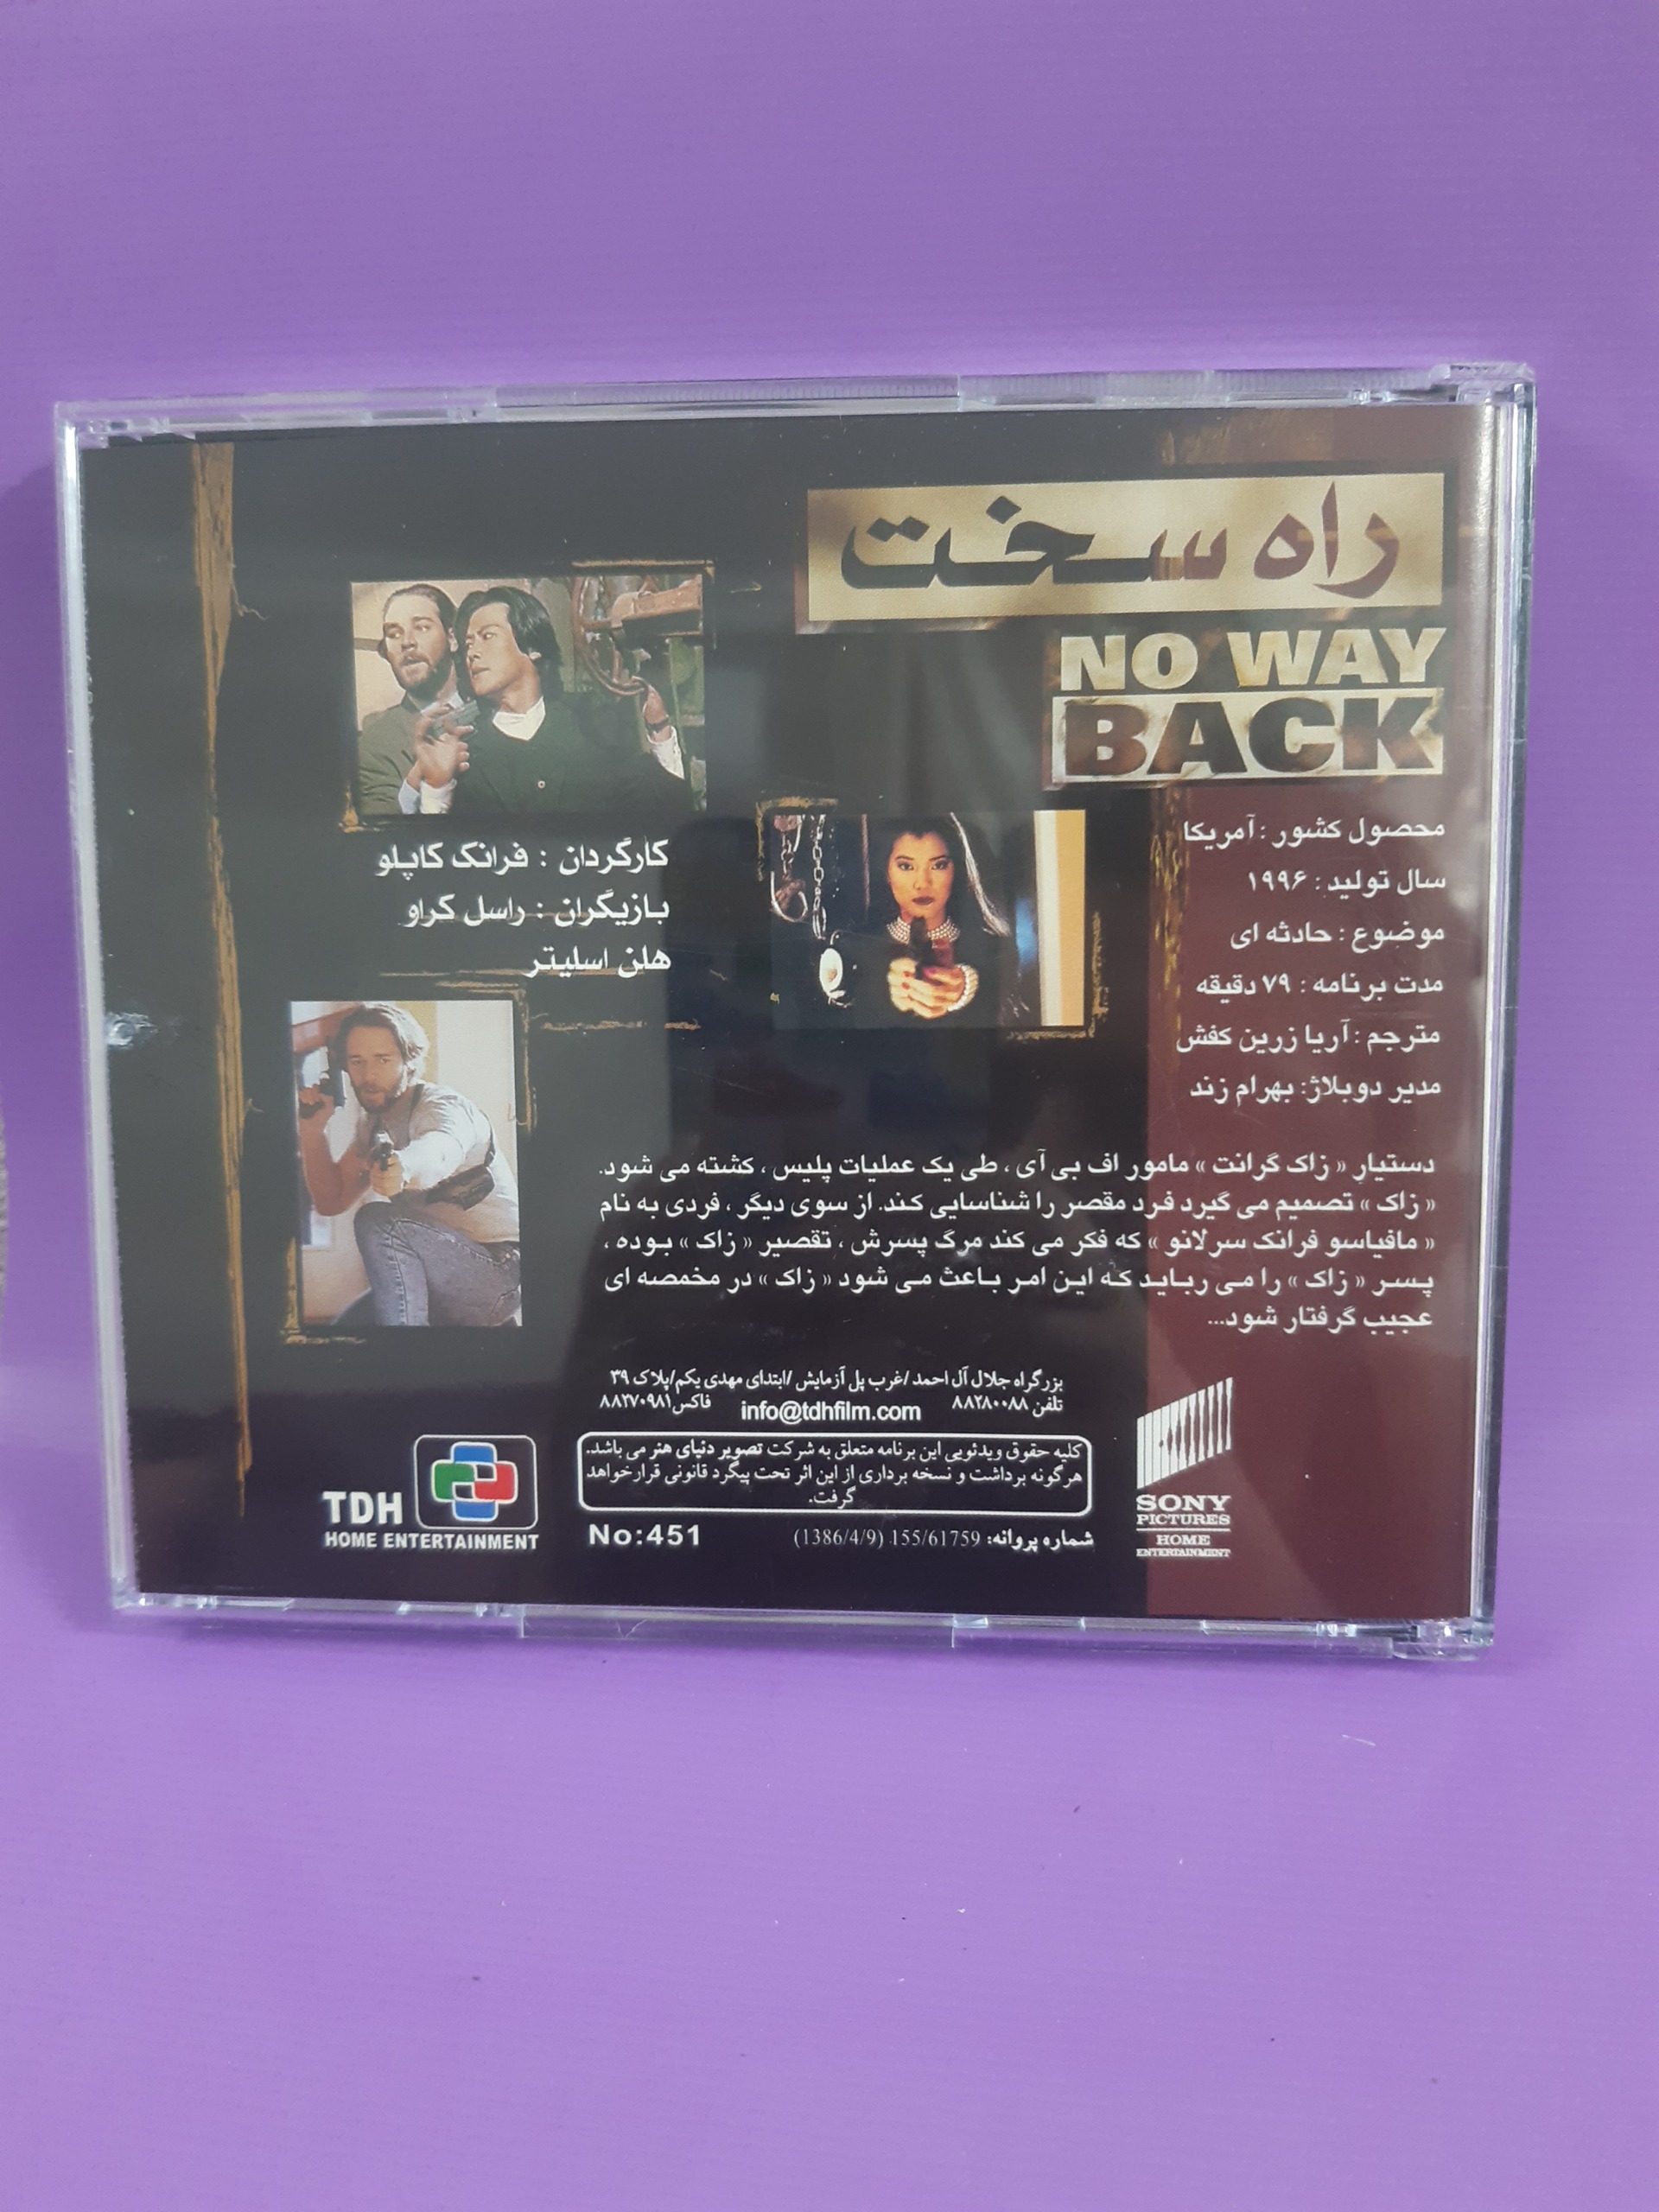 راه سخت
NO WAY
BACK
محصول کشور : آمریکا
سال تولید : ۱۹۹۶
موضوع : حادثه ای
مدت برنامه : ۷۹ دقیقه
مترجم : آریا زرین کفش
مدیر دوبلاژ: بهرام زند
کارگردان : فرانک کاپلو
بازیگران : راسل کراو
هلن اسلیتر
دستیار « زاک گرانت » مامور اف بی آی ، طی یک عملیات پلیس ، کشته می شود.
« زاک » تصمیم می گیرد فرد مقصر را شناسایی کند. از سوی دیگر ، فردی به نام
« مافیاسو فرانک سرلانو » که فکر می کند مرگ پسرش ، تقصیر « زاک » بوده ،
پسر « زاک » را می رباید که این امر باعث می شود « زاک » در مخمصه ای
عجیب گرفتار شود...
بزرگراه جلال آل احمد /غرب پل آزمایش /ابتدای مهدی یکم/پلاک ۳۹
تلفن ۸۸۲۸۰۰۸۸ info@tdhfilm.com فاکس ۸۸۲۷۰۹۸۱
کلیه حقوق ویدئویی این برنامه متعلق به شرکت تصویر دنیای هنر می باشد.
هرگونه برداشت و نسخه برداری از این اثر تحت پیگرد قانونی قرارخواهد
گرفت.
شماره پروانه: 155/61759 (1386/4/9)
No:451
TDH
HOME ENTERTAINMENT
SONY
PICTURES
HOME
ENTERTAINMENT